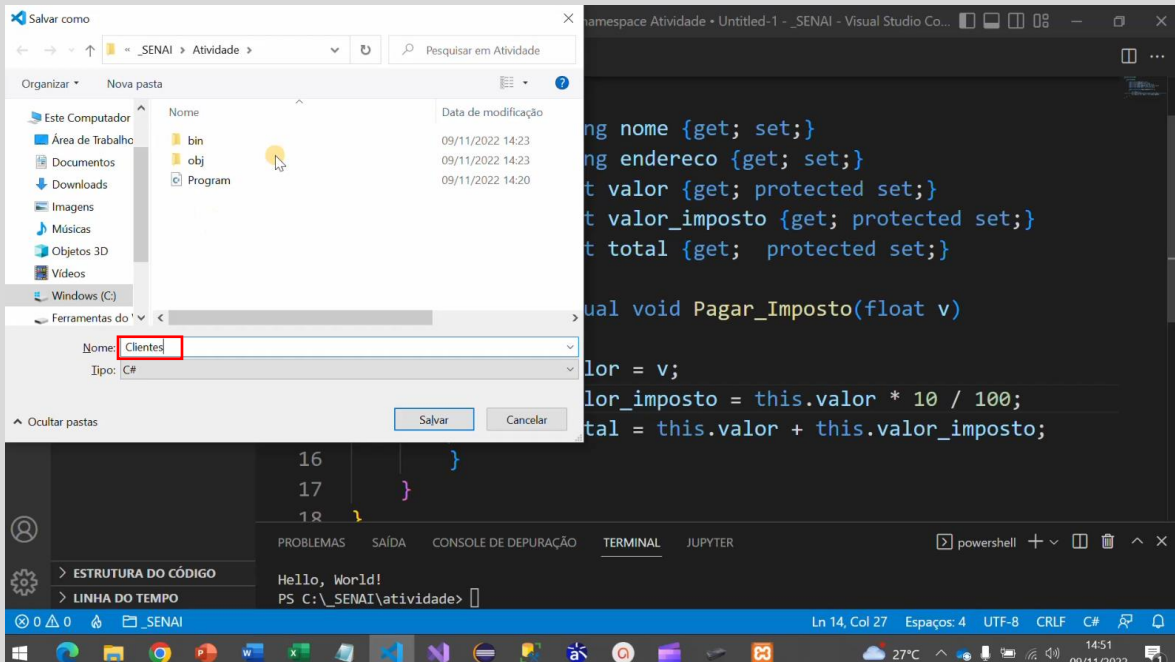 Salvar como
namespace Atividade • Untitled-1 - _SENAI - Visual Studio Co...
« _SENAI > Atividade >
Pesquisar em Atividade
Organizar
Nova pasta
Nome
Data de modificação
Este Computador
Área de Trabalho
Documentos
Downloads
Imagens
Músicas
Objetos 3D
Vídeos
Windows (C:)
Ferramentas do
bin 09/11/2022 14:23
obj 09/11/2022 14:23
Program 09/11/2022 14:20
Nome: Clientes
Tipo: C#
Ocultar pastas
Salvar
Cancelar
ng nome {get; set;}
ng endereco {get; set;}
t valor {get; protected set;}
t valor_imposto {get; protected set;}
t total {get;  protected set;}
ual void Pagar_Imposto(float v)
lor = v;
lor_imposto = this.valor * 10 / 100;
tal = this.valor + this.valor_imposto;
16 }
17 }
18 }
PROBLEMAS SAÍDA CONSOLE DE DEPURAÇÃO TERMINAL JUPYTER
powershell
Hello, World!
PS C:\_SENAI\atividade>
ESTRUTURA DO CÓDIGO
LINHA DO TEMPO
0 0 _SENAI
Ln 14, Col 27 Espaços: 4 UTF-8 CRLF C#
27°C
14:51
09/11/2022